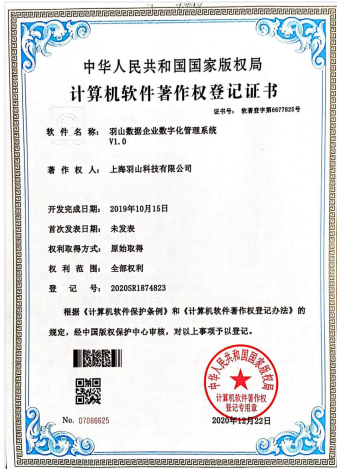 中华人民共和国国家版权局
计算机软件著作权登记证书
证书号： 软著登字第6677825号
软 件 名 称： 羽山数据企业数字化管理系统
V1.0
著 作 权 人： 上海羽山科技有限公司
开发完成日期： 2019年10月15日
首次发表日期： 未发表
权利取得方式： 原始取得
权 利 范 围： 全部权利
登 记 号： 2020SR1874823
根据《计算机软件保护条例》和《计算机软件著作权登记办法》的
规定，经中国版权保护中心审核，对以上事项予以登记。
中华人民共和国国家版权局
计算机软件著作权
登记专用章
No. 07086625
2020年12月22日